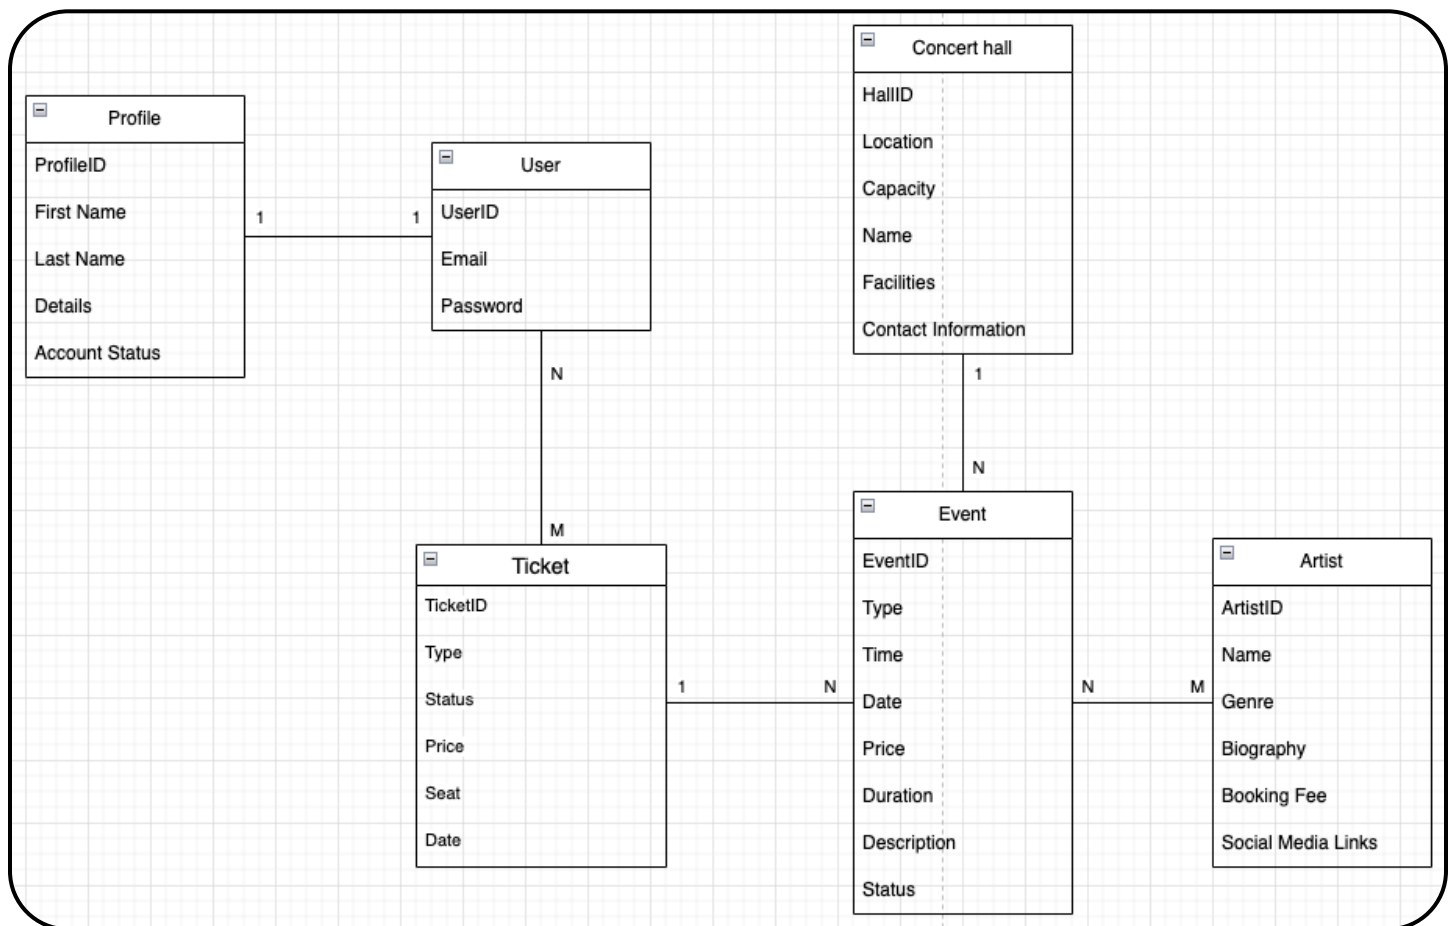 Profile
ProfileID
First Name
Last Name
Details
Account Status
1
1
User
UserID
Email
Password
N
M
Ticket
TicketID
Type
Status
Price
Seat
Date
1
N
Concert hall
HallID
Location
Capacity
Name
Facilities
Contact Information
1
N
Event
EventID
Type
Time
Date
Price
Duration
Description
Status
N
M
Artist
ArtistID
Name
Genre
Biography
Booking Fee
Social Media Links